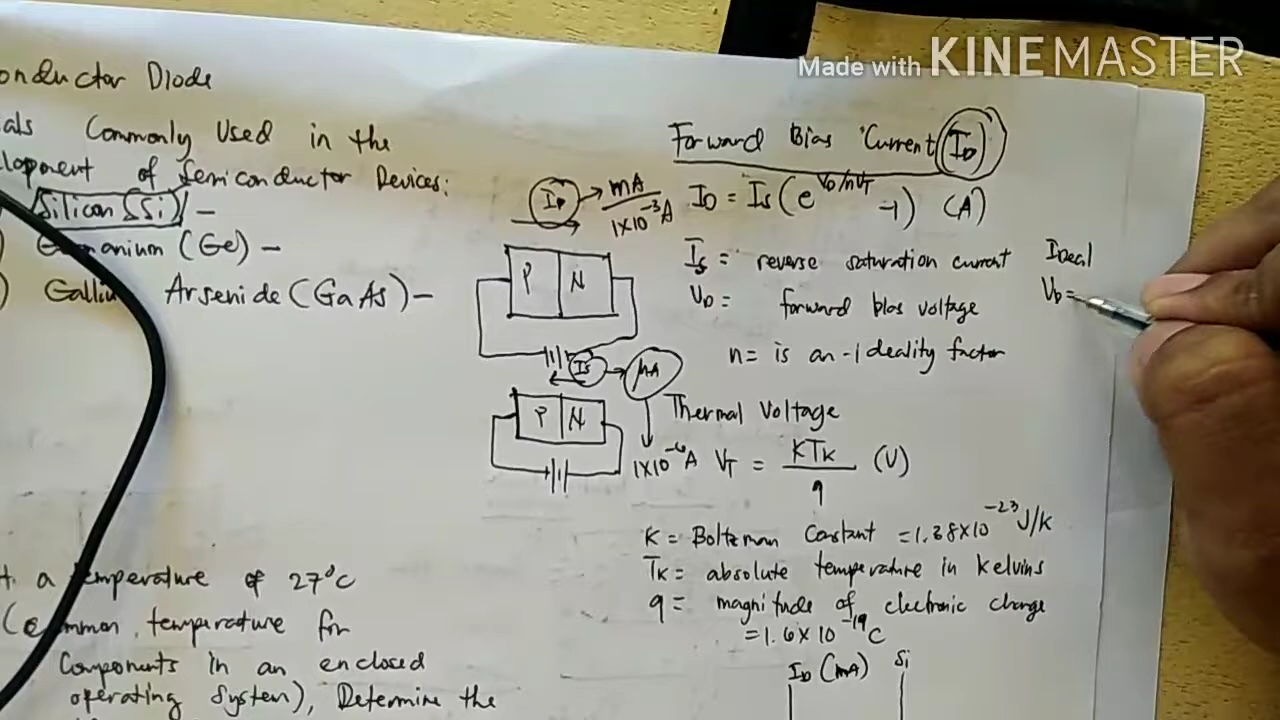 Made with KINEMASTER
onductor Diode
als Commonly Used in the
lopment of Semiconductor Devices:
Silicon (Si) -
Germanium (Ge) -
Gallium Arsenide (GaAs) -
t a temperature of 27°C
(common temperature for
Components in an enclosed
operating system), Determine the
Forward Bias Current (ID)
ID → mA
1x10^-3 A
ID = Is(e^VD/nVT -1) (A)
Is = reverse saturation current
VD = forward bias voltage
n = is an -ideality factor
Ideal
VD =
P N
Is → μA
P N
1x10^-6 A
Thermal Voltage
VT = KTK/q (V)
K = Boltzman Constant = 1.38x10^-23 J/K
TK = absolute temperature in kelvins
q = magnitude of electronic charge
= 1.6x10^-19 C
ID (mA) Si